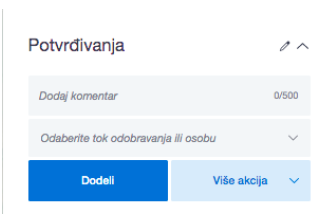 Potvrđivanja
Dodaj komentar 0/500
Odaberite tok odobravanja ili osobu
Dodeli Više akcija